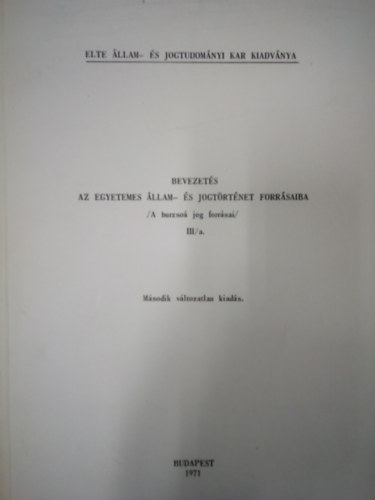 ELTE ÁLLAM- ÉS JOGTUDOMÁNYI KAR KIADVÁNYA
BEVEZETÉS
AZ EGYETEMES ÁLLAM- ÉS JOGTÖRTÉNET FORRÁSAIBA
/A burzsoá jog forrásai/
III/a.
Második változatlan kiadás.
BUDAPEST
1971